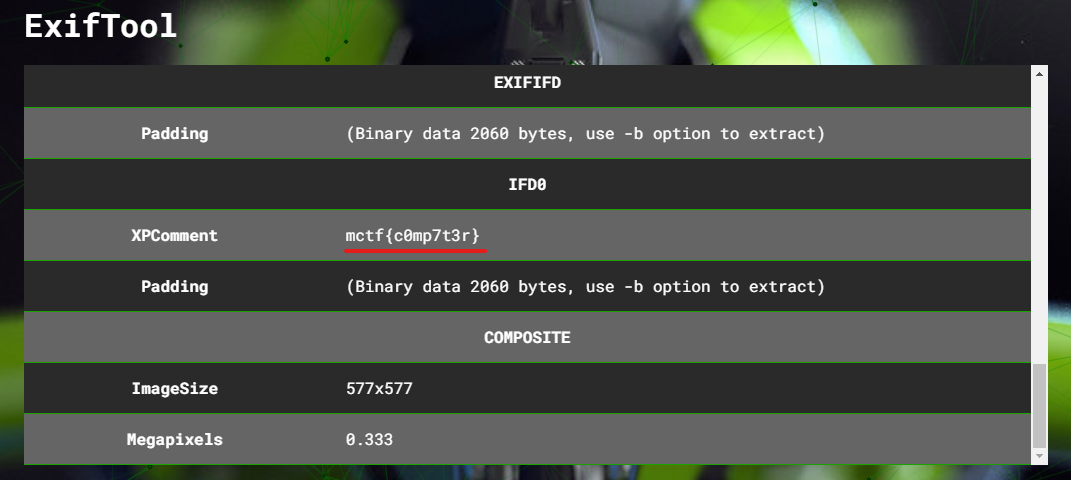 ExifTool
EXIFIFD
Padding (Binary data 2060 bytes, use -b option to extract)
IFD0
XPComment mctf{c0mp7t3r}
Padding (Binary data 2060 bytes, use -b option to extract)
COMPOSITE
ImageSize 577x577
Megapixels 0.333